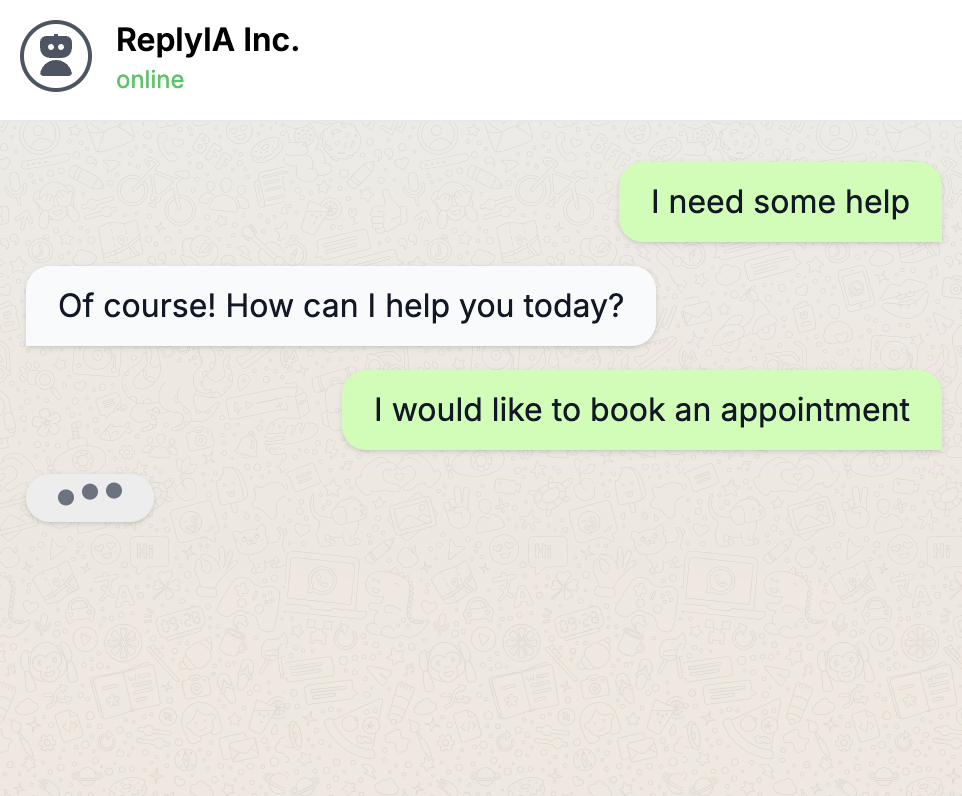 ReplyIA Inc.
online
I need some help
Of course! How can I help you today?
I would like to book an appointment